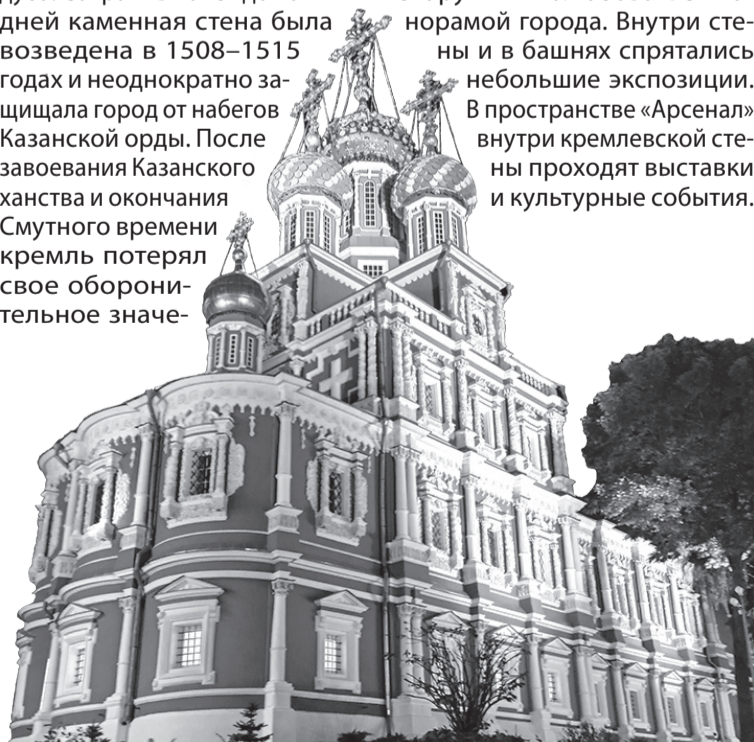 дней каменная стена была
возведена в 1508–1515
годах и неоднократно за-
щищала город от набегов
Казанской орды. После
завоевания Казанского
ханства и окончания
Смутного времени
кремль потерял
свое оборони-
тельное значе-
норамой города. Внутри сте-
ны и в башнях спрятались
небольшие экспозиции.
В пространстве «Арсенал»
внутри кремлевской сте-
ны проходят выставки
и культурные события.